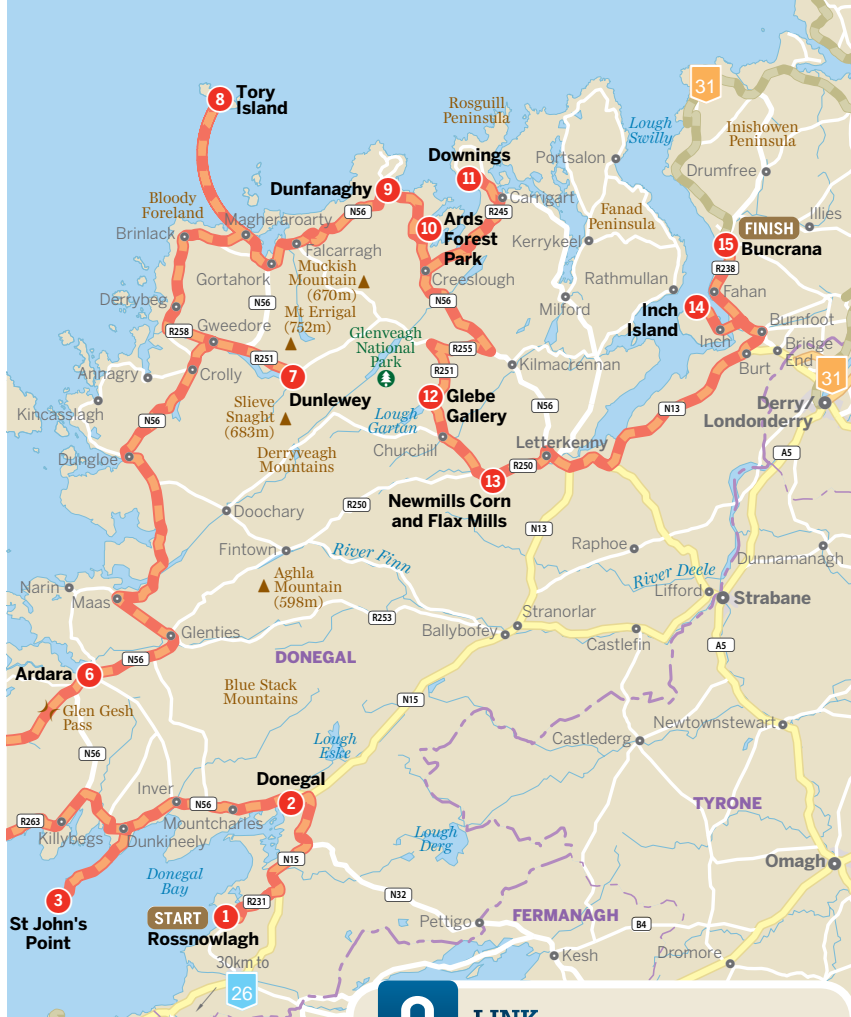 31
8
Tory
Island
Rosguill
Peninsula
Lough
Swilly
Inishowen
Peninsula
Downings
11
Portsalon
Drumfree
Dunfanaghy
9
Carrigart
R245
Bloody
Foreland
Magheraroarty
N56
10
Ards
Forest
Park
Fanad
Peninsula
Illies
FINISH
15
Buncrana
Brinlack
Falcarragh
Kerrykeel
R238
Gortahork
Muckish
Mountain
(670m)
Creeslough
Rathmullan
Fahan
Derrybeg
N56
N56
Milford
14
Inch
Island
Mt Errigal
(752m)
Inch
Burnfoot
R258
Gweedore
Glenveagh
National
Park
R255
Bridge
End
R251
R251
Kilmacrennan
Burt
31
Annagry
Crolly
7
Dunlewey
12
Glebe
Gallery
N56
N13
Derry/
Londonderry
Kincasslagh
Slieve
Snaght
(683m)
Lough
Gartan
N56
Churchill
Letterkenny
Dungloe
Derryveagh
Mountains
R250
A5
13
Newmills Corn
and Flax Mills
R250
Doochary
N13
Fintown
River Finn
Raphoe
Dunnamanagh
Narin
Aghla
Mountain
(598m)
River Deele
Lifford
Strabane
Maas
R253
Stranorlar
Glenties
Ballybofey
Castlefin
A5
N56
DONEGAL
Ardara
6
Blue Stack
Mountains
N15
Glen Gesh
Pass
Newtownstewart
Castlederg
N56
Lough
Eske
Inver
Donegal
2
TYRONE
N56
R263
Mountcharles
Killybegs
Dunkineely
Lough
Derg
N15
Omagh
Donegal
Bay
3
St John's
Point
R231
N32
START
1
Rossnowlagh
Pettigo
FERMANAGH
B4
30km to
26
Kesh
Dromore
LINK